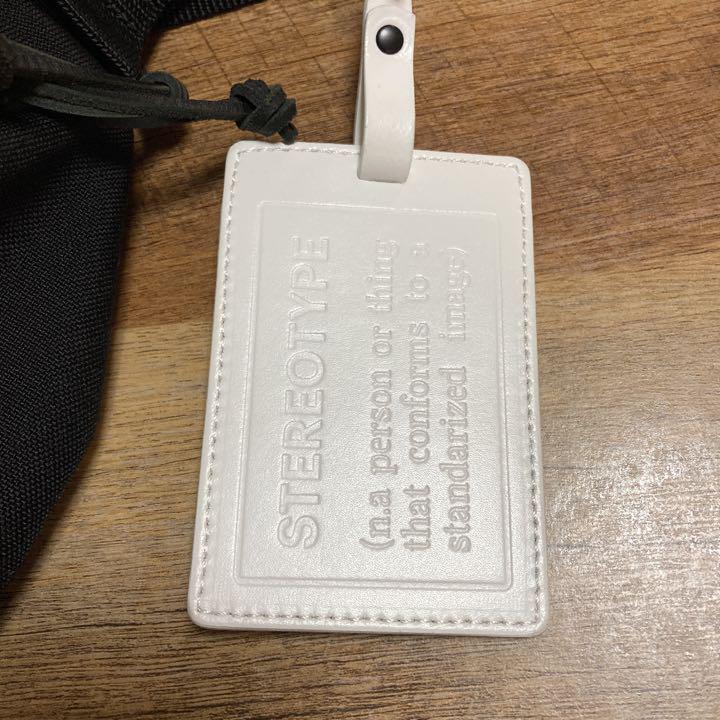 STEREOTYPE
(n.a person or thing
that conforms to a
standarized image)